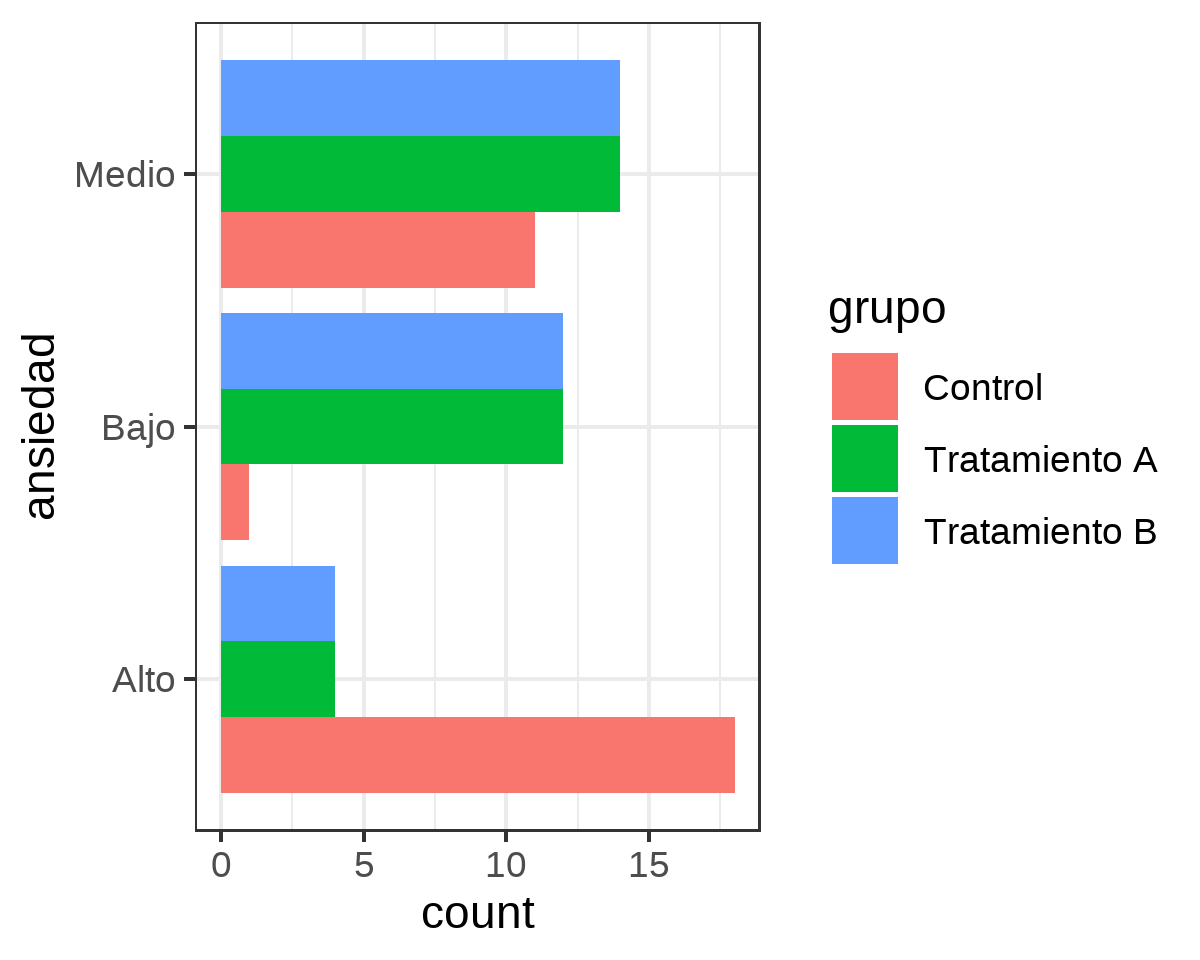 Medio
Bajo
Alto
ansiedad
0 5 10 15
count
grupo
Control
Tratamiento A
Tratamiento B